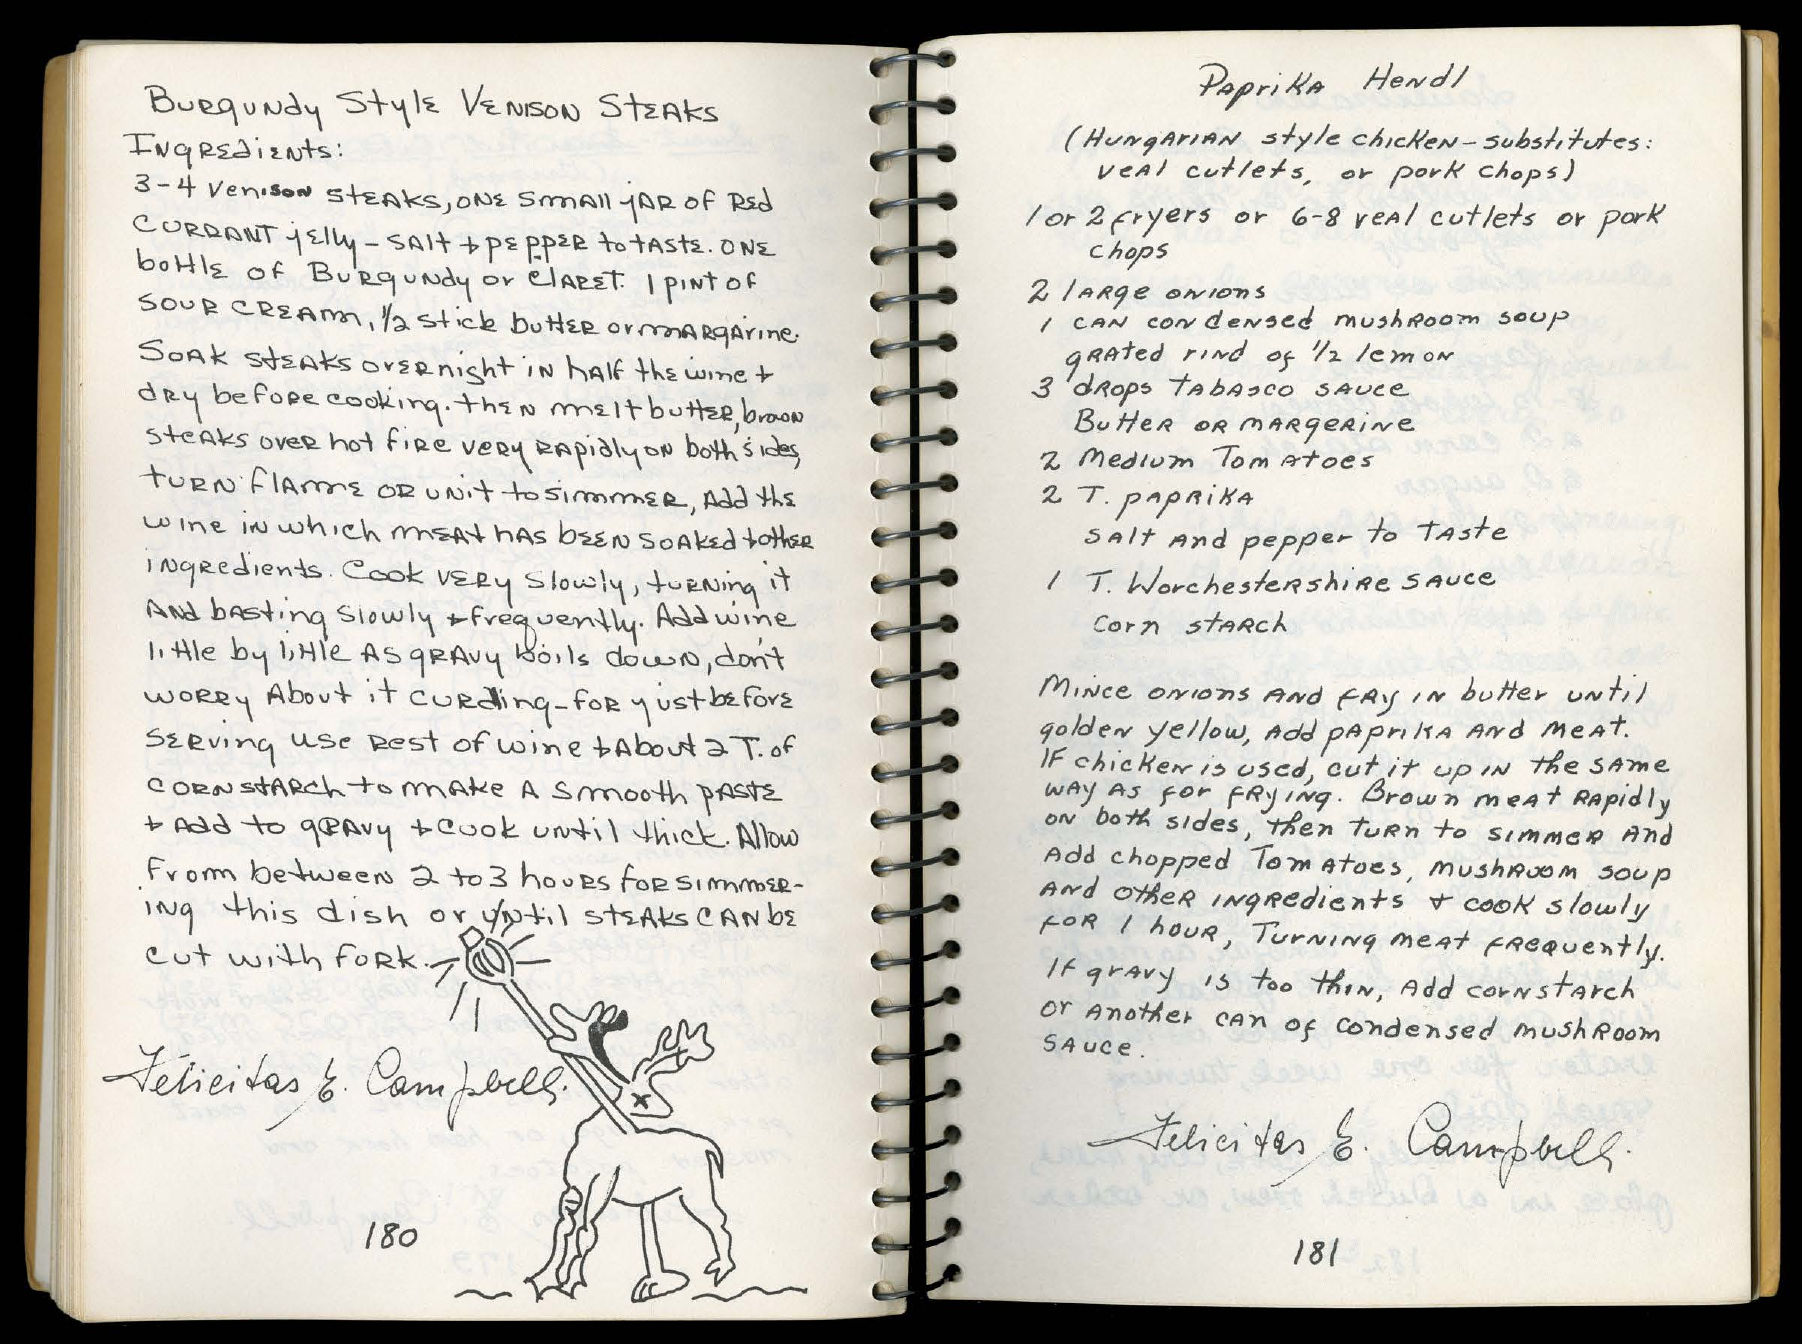 Burgundy Style Venison Steaks
Ingredients:
3-4 Venison steaks, one small jar of Red
Currant jelly - salt & pepper to taste. One
bottle of Burgundy or Claret. 1 pint of
sour cream, 1/2 stick butter or margarine.
Soak steaks overnight in half the wine &
dry before cooking. Then melt butter, brown
steaks over hot fire very rapidly on both sides,
turn flame or unit to simmer, Add the
wine in which meat has been soaked & other
ingredients. Cook very slowly, turning it
And basting slowly & frequently. Add wine
little by little as gravy boils down, don't
worry about it curdling - for just before
serving use rest of wine & about 2 T. of
cornstarch to make a smooth paste
& add to gravy & cook until thick. Allow
from between 2 to 3 hours for simmer-
ing this dish or until steaks can be
cut with fork.
Felicitas E. Campbell.
180
Paprika Hendl
(Hungarian style chicken - substitutes:
veal cutlets, or pork chops)
1 or 2 fryers or 6-8 veal cutlets or pork
chops
2 large onions
1 can condensed mushroom soup
grated rind of 1/2 lemon
3 drops Tabasco sauce
Butter or margerine
2 Medium Tomatoes
2 T. paprika
salt and pepper to taste
1 T. Worchestershire sauce
corn starch
Mince onions and fry in butter until
golden yellow, add paprika and meat.
If chicken is used, cut it up in the same
way as for frying. Brown meat rapidly
on both sides, then turn to simmer and
add chopped Tomatoes, mushroom soup
and other ingredients & cook slowly
for 1 hour, Turning meat frequently.
If gravy is too thin, add cornstarch
or another can of condensed mushroom
sauce.
Felicitas E. Campbell.
181